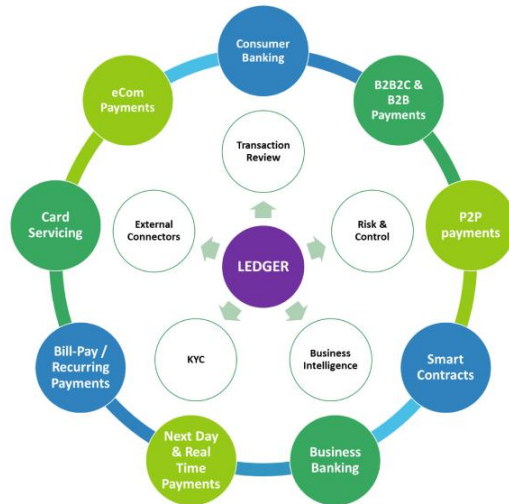 Consumer
Banking
B2B2C &
B2B
Payments
P2P
payments
Smart
Contracts
Business
Banking
Next Day
& Real
Time
Payments
Bill-Pay /
Recurring
Payments
Card
Servicing
eCom
Payments
Transaction
Review
Risk &
Control
Business
Intelligence
KYC
External
Connectors
LEDGER